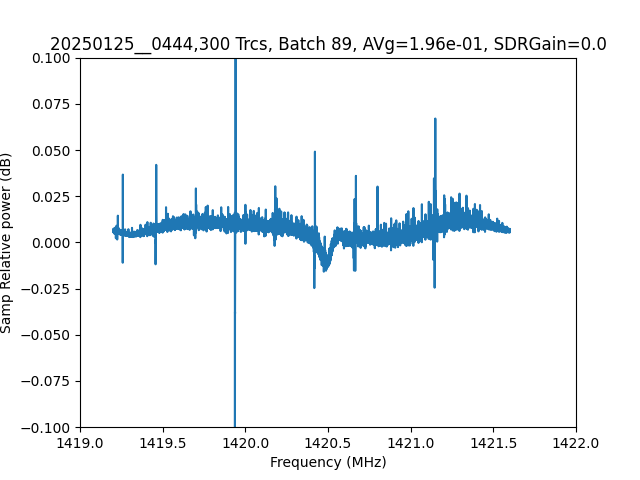 20250125__0444,300 Trcs, Batch 89, AVg=1.96e-01, SDRGain=0.0
0.100
0.075
0.050
0.025
0.000
−0.025
−0.050
−0.075
−0.100
Samp Relative power (dB)
1419.0 1419.5 1420.0 1420.5 1421.0 1421.5 1422.0
Frequency (MHz)